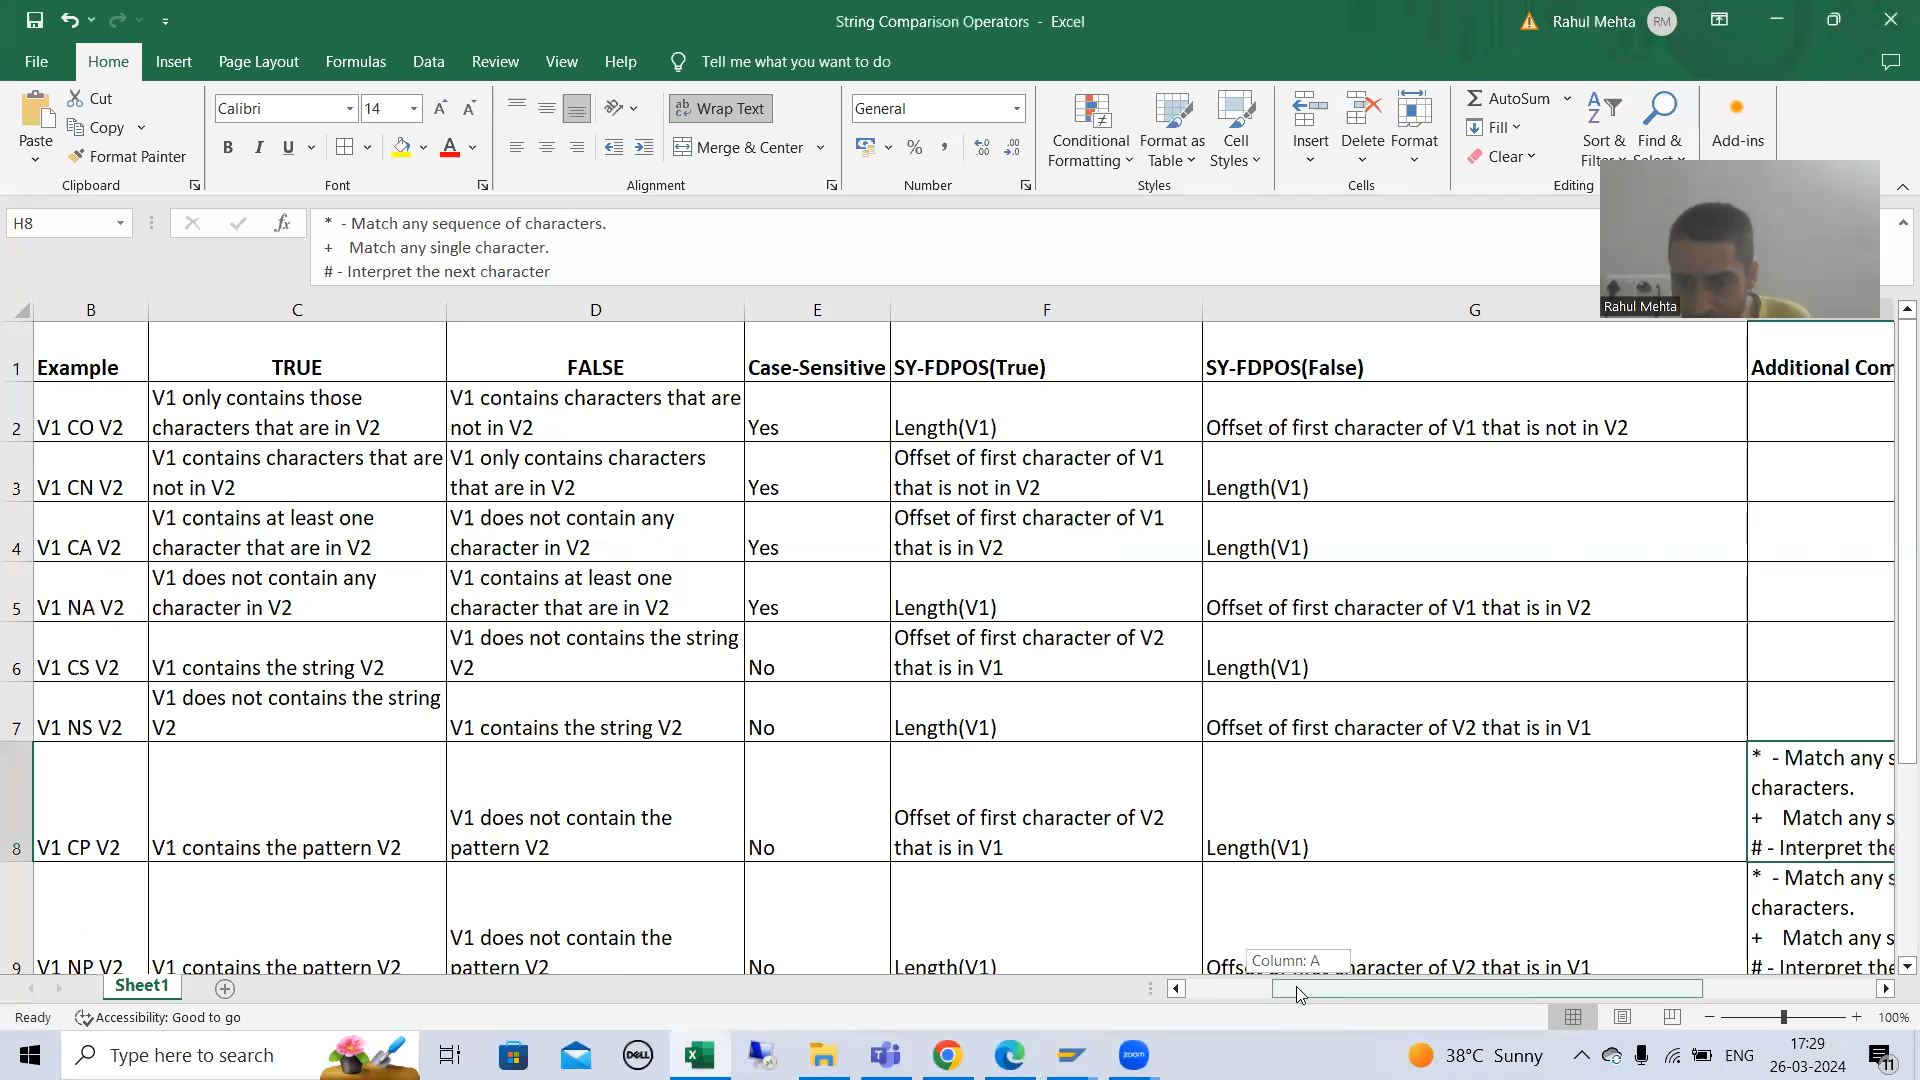 String Comparison Operators - Excel
Rahul Mehta
RM
File
Home
Insert
Page Layout
Formulas
Data
Review
View
Help
Tell me what you want to do
Paste
Cut
Copy
Format Painter
Clipboard
Calibri
14
B I U
Font
Wrap Text
Merge & Center
Alignment
General
Number
Conditional
Formatting
Format as
Table
Cell
Styles
Styles
Insert
Delete
Format
Cells
AutoSum
Fill
Clear
Sort &
Find &
Editing
Add-ins
H8
fx
* - Match any sequence of characters.
+ Match any single character.
# - Interpret the next character
Rahul Mehta
B C D E F G
1 Example TRUE FALSE Case-Sensitive SY-FDPOS(True) SY-FDPOS(False) Additional Com
V1 only contains those
characters that are in V2
V1 contains characters that are
not in V2
2 V1 CO V2
Yes
Length(V1)
Offset of first character of V1 that is not in V2
V1 contains characters that are
not in V2
V1 only contains characters
that are in V2
Offset of first character of V1
that is not in V2
3 V1 CN V2
Yes
Length(V1)
V1 contains at least one
character that are in V2
V1 does not contain any
character in V2
Offset of first character of V1
that is in V2
4 V1 CA V2
Yes
Length(V1)
V1 does not contain any
character in V2
V1 contains at least one
character that are in V2
5 V1 NA V2
Yes
Length(V1)
Offset of first character of V1 that is in V2
V1 does not contains the string
V2
Offset of first character of V2
that is in V1
6 V1 CS V2
V1 contains the string V2
No
Length(V1)
V1 does not contains the string
V2
7 V1 NS V2
V1 contains the string V2
No
Length(V1)
Offset of first character of V2 that is in V1
8 V1 CP V2
V1 contains the pattern V2
V1 does not contain the
pattern V2
No
Offset of first character of V2
that is in V1
Length(V1)
* - Match any s
characters.
+ Match any s
# - Interpret the
9 V1 NP V2
V1 contains the pattern V2
V1 does not contain the
pattern V2
No
Length(V1)
Offs character of V2 that is in V1
* - Match any s
characters.
+ Match any s
# - Interpret the
Column: A
Sheet1
Ready
Accessibility: Good to go
100%
Type here to search
DELL
zoom
38°C Sunny
ENG
17:29
26-03-2024
11